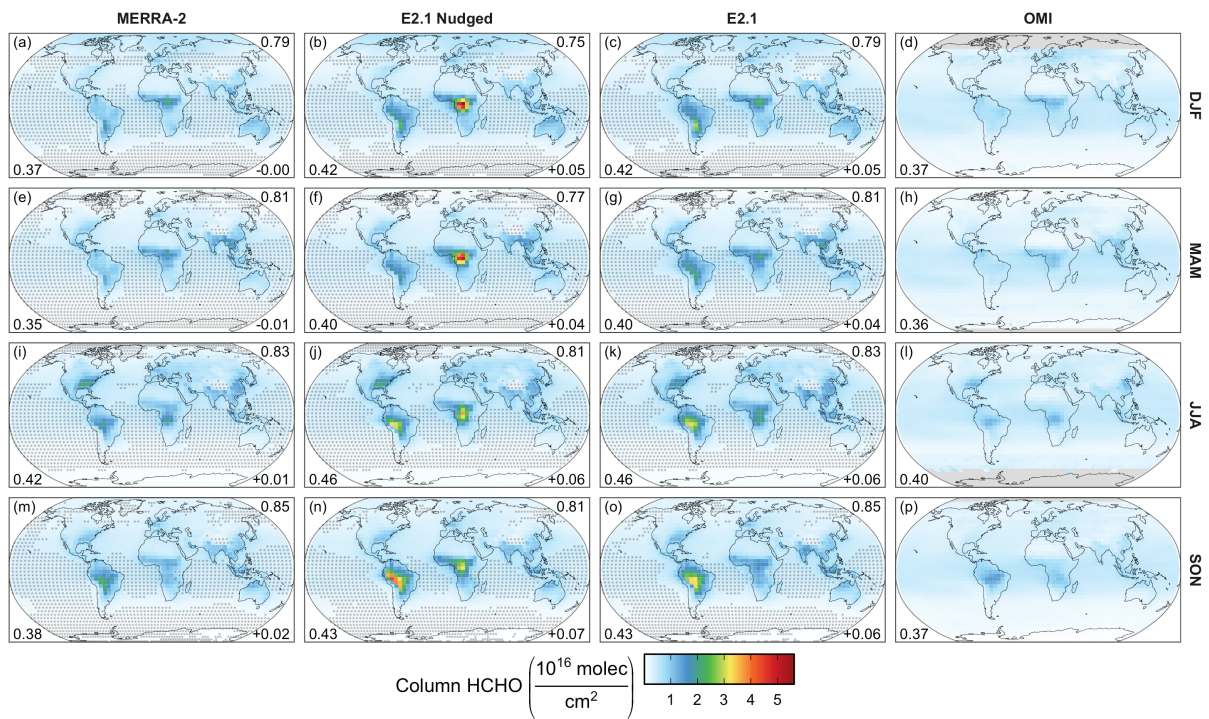 MERRA-2 E2.1 Nudged E2.1 OMI
(a) 0.79 (b) 0.75 (c) 0.79 (d)
0.37 -0.00 0.42 +0.05 0.42 +0.05 0.37
DJF
(e) 0.81 (f) 0.77 (g) 0.81 (h)
0.35 -0.01 0.40 +0.04 0.40 +0.04 0.36
MAM
(i) 0.83 (j) 0.81 (k) 0.83 (l)
0.42 +0.01 0.46 +0.06 0.46 +0.06 0.40
JJA
(m) 0.85 (n) 0.81 (o) 0.85 (p)
0.38 +0.02 0.43 +0.07 0.43 +0.06 0.37
SON
Column HCHO (10^16 molec / cm^2)
1 2 3 4 5